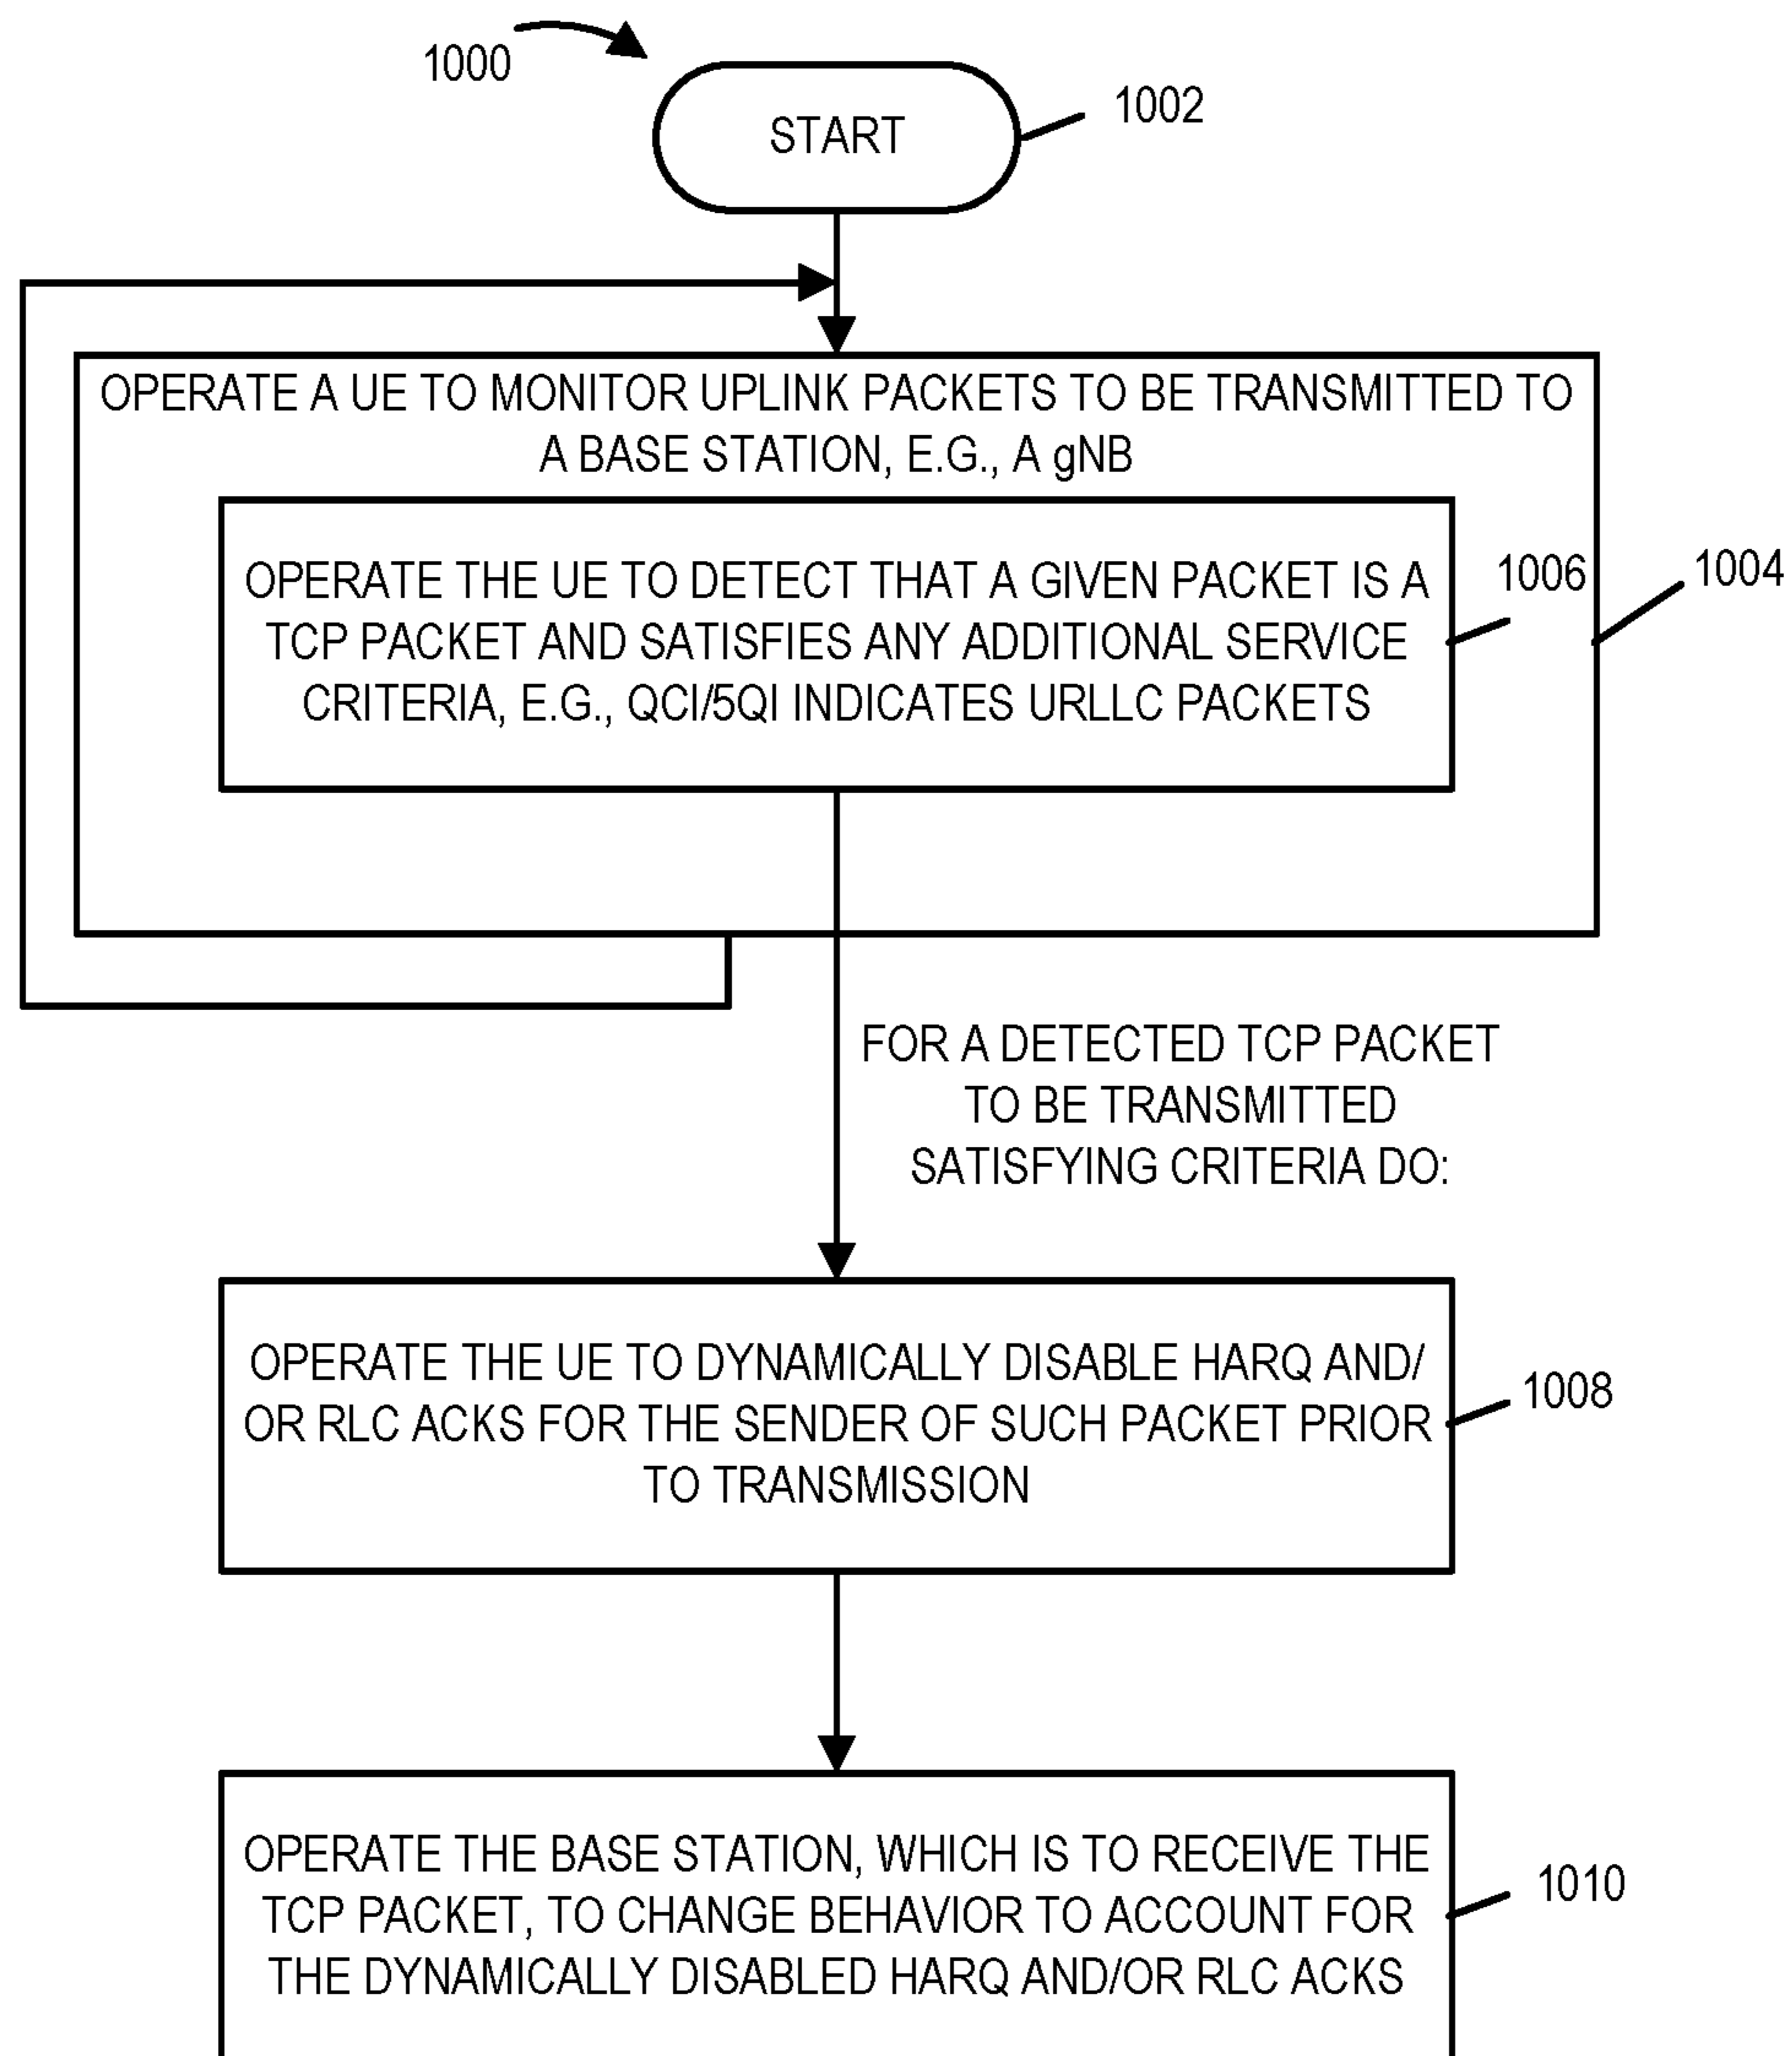 1000
START
1002
OPERATE A UE TO MONITOR UPLINK PACKETS TO BE TRANSMITTED TO
A BASE STATION, E.G., A gNB
OPERATE THE UE TO DETECT THAT A GIVEN PACKET IS A
TCP PACKET AND SATISFIES ANY ADDITIONAL SERVICE
CRITERIA, E.G., QCI/5QI INDICATES URLLC PACKETS
1006
1004
FOR A DETECTED TCP PACKET
TO BE TRANSMITTED
SATISFYING CRITERIA DO:
OPERATE THE UE TO DYNAMICALLY DISABLE HARQ AND/
OR RLC ACKS FOR THE SENDER OF SUCH PACKET PRIOR
TO TRANSMISSION
1008
OPERATE THE BASE STATION, WHICH IS TO RECEIVE THE
TCP PACKET, TO CHANGE BEHAVIOR TO ACCOUNT FOR
THE DYNAMICALLY DISABLED HARQ AND/OR RLC ACKS
1010